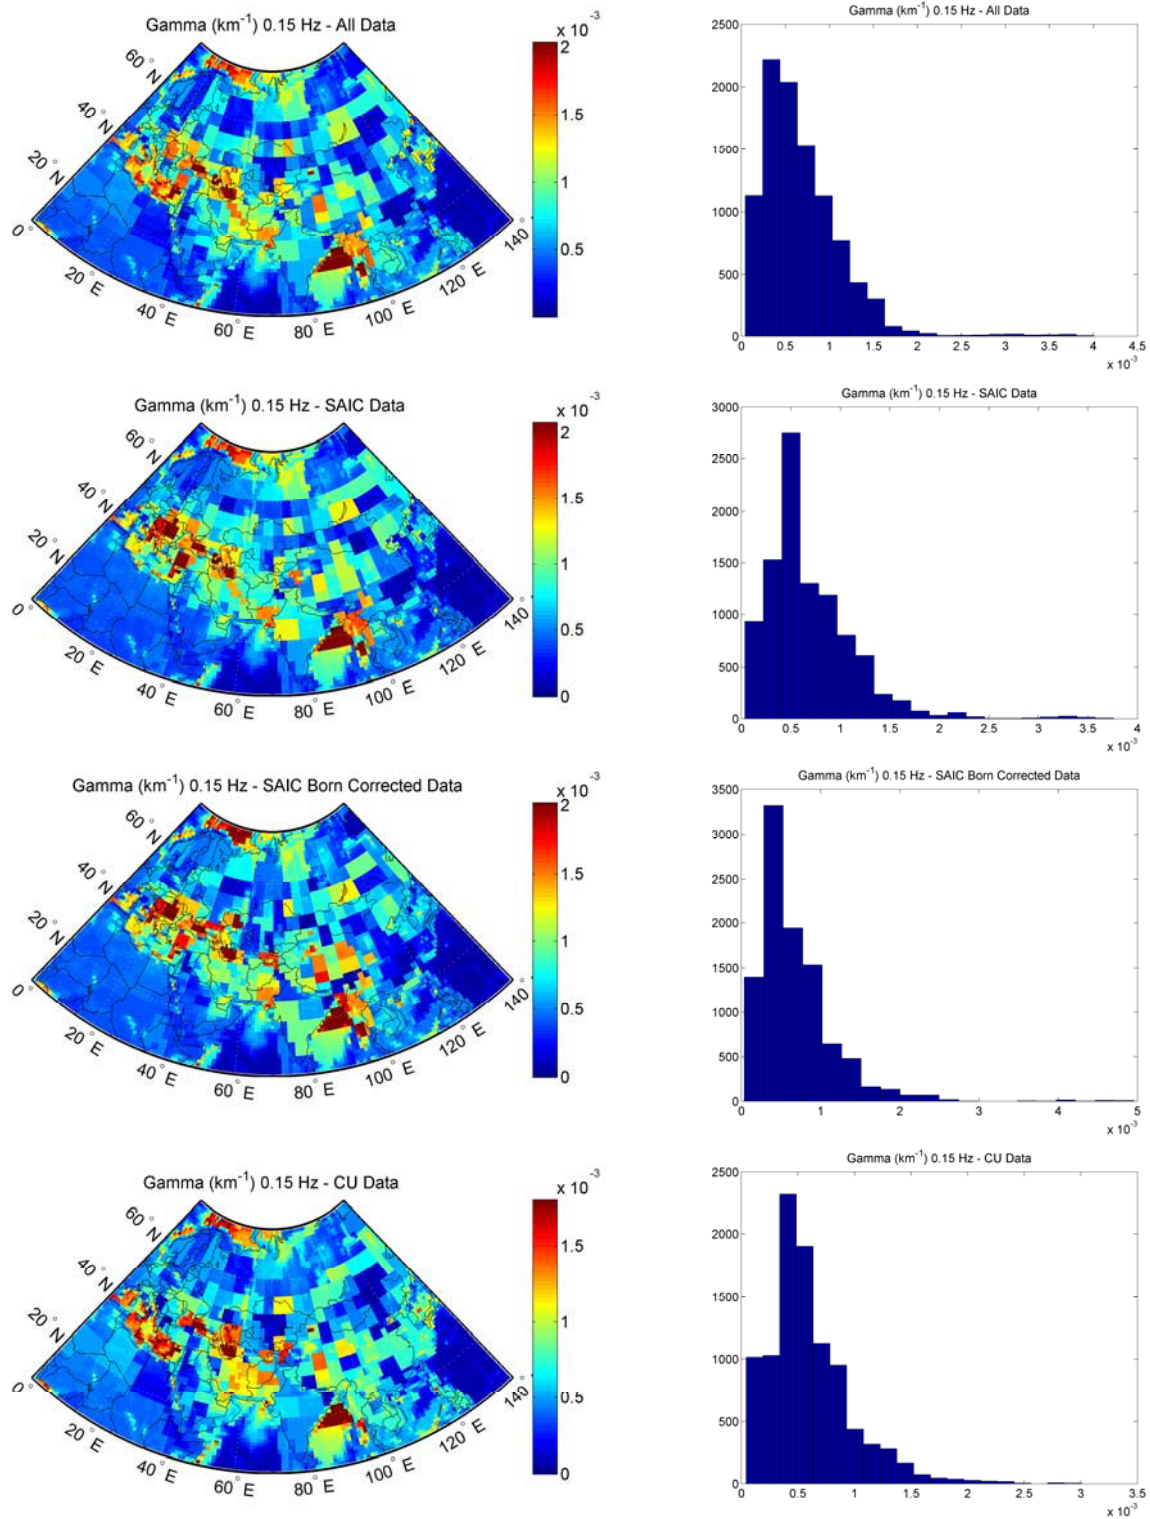 Gamma (km-1) 0.15 Hz - All Data
x 10-3
2
1.5
1
0.5
60° N
40° N
20° N
0°
20° E
40° E
60° E
80° E
100° E
120° E
140°
Gamma (km-1) 0.15 Hz - All Data
2500
2000
1500
1000
500
0
0 0.5 1 1.5 2 2.5 3 3.5 4 4.5
x 10-3
Gamma (km-1) 0.15 Hz - SAIC Data
x 10-3
2
1.5
1
0.5
0
60° N
40° N
20° N
0°
20° E
40° E
60° E
80° E
100° E
120° E
140°
Gamma (km-1) 0.15 Hz - SAIC Data
3000
2500
2000
1500
1000
500
0
0 0.5 1 1.5 2 2.5 3 3.5 4
x 10-3
Gamma (km-1) 0.15 Hz - SAIC Born Corrected Data
x 10-3
2
1.5
1
0.5
0
60° N
40° N
20° N
0°
20° E
40° E
60° E
80° E
100° E
120° E
140°
Gamma (km-1) 0.15 Hz - SAIC Born Corrected Data
3500
3000
2500
2000
1500
1000
500
0
0 1 2 3 4 5
x 10-3
Gamma (km-1) 0.15 Hz - CU Data
x 10-3
1.5
1
0.5
0
60° N
40° N
20° N
0°
20° E
40° E
60° E
80° E
100° E
120° E
140°
Gamma (km-1) 0.15 Hz - CU Data
2500
2000
1500
1000
500
0
0 0.5 1 1.5 2 2.5 3 3.5
x 10-3